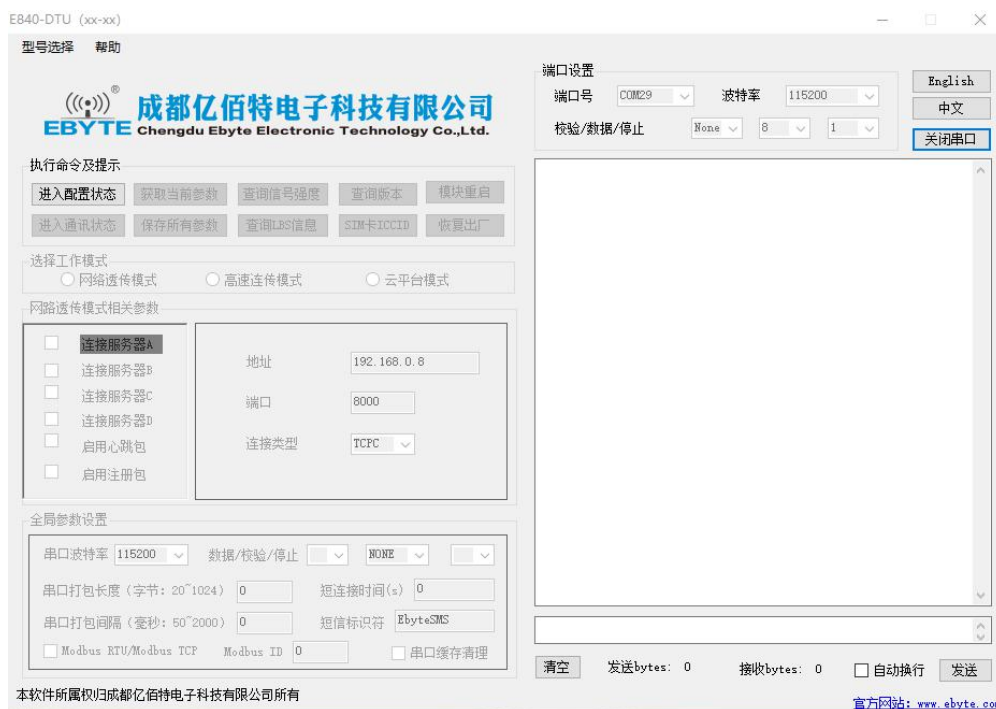 E840-DTU (xx-xx)
型号选择 帮助
成都亿佰特电子科技有限公司
EBYTE® Chengdu Ebyte Electronic Technology Co.,Ltd.
端口设置
端口号 COM29 波特率 115200
校验/数据/停止 None 8 1
English
中文
关闭串口
执行命令及提示
进入配置状态 获取当前参数 查询信号强度 查询版本 模块重启
进入通讯状态 保存所有参数 查询LBS信息 SIM卡ICCID 恢复出厂
选择工作模式
网络透传模式 高速连传模式 云平台模式
网路透传模式相关参数
连接服务器A
连接服务器B
连接服务器C
连接服务器D
启用心跳包
启用注册包
地址 192.168.0.8
端口 8000
连接类型 TCPC
全局参数设置
串口波特率 115200 数据/校验/停止 NONE
串口打包长度(字节: 20~1024) 0 短连接时间(s) 0
串口打包间隔(毫秒: 50~2000) 0 短信标识符 EbyteSMS
Modbus RTU/Modbus TCP Modbus ID 0 串口缓存清理
清空 发送bytes: 0 接收bytes: 0 自动换行 发送
本软件所属权归成都亿佰特电子科技有限公司所有
官方网站: www.ebyte.co